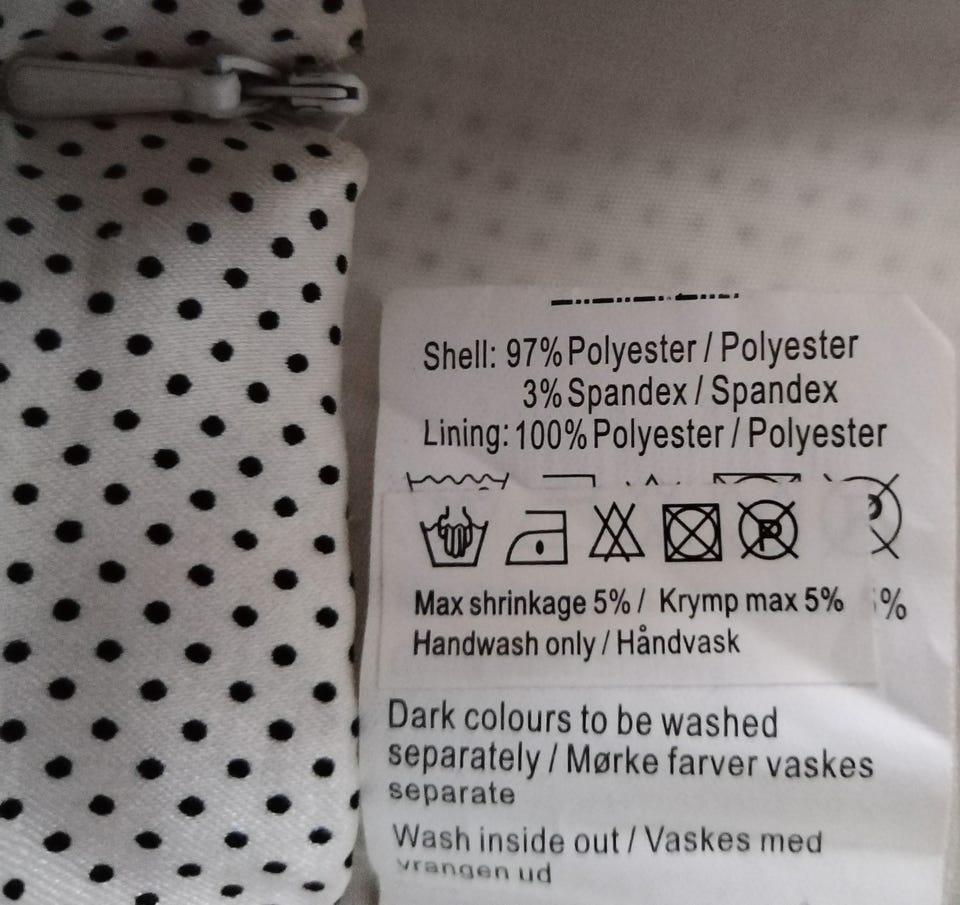 Shell: 97% Polyester / Polyester
3% Spandex / Spandex
Lining: 100% Polyester / Polyester
P
Max shrinkage 5% / Krymp max 5% %
Handwash only / Håndvask
Dark colours to be washed
separately / Mørke farver vaskes
separate
Wash inside out / Vaskes med
vrangen ud